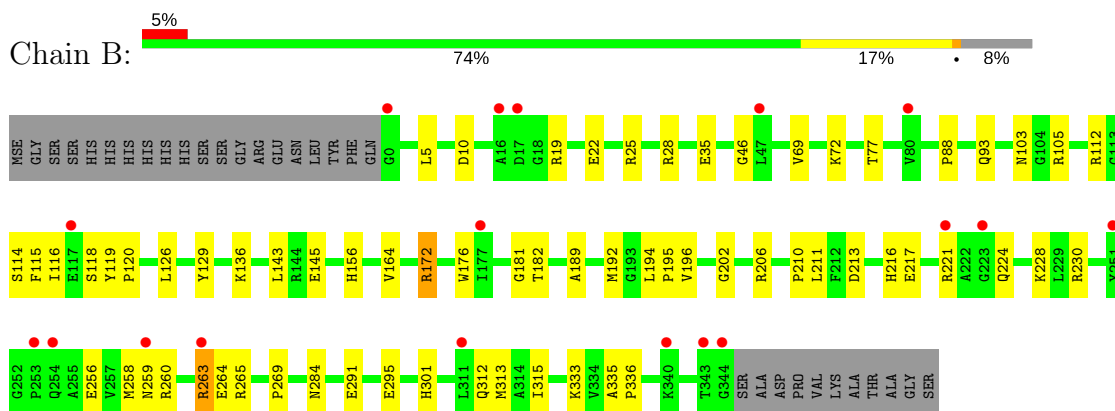 5%
Chain B:
74% 17% • 8%
MSE GLY SER SER HIS HIS HIS HIS HIS HIS SER SER GLY ARG GLU ASN LEU TYR PHE GLN G0 L5 D10 A16 D17 G18 R19 E22 R25 R28 E35 G46 L47 V69 K72 T77 V80 P88 Q93 N103 G104 R105 R112 G113
S114 F115 I116 E117 S118 Y119 P120 L126 Y129 K136 L143 R144 E145 H156 V164 R172 W176 I177 G181 T182 A189 M192 G193 L194 P195 V196 G202 R206 P210 L211 F212 D213 H216 E217 R221 A222 G223 Q224 K228 L229 R230 Y251
G252 P253 Q254 A255 E256 V257 M258 N259 R260 R263 E264 R265 P269 N284 E291 E295 H301 L311 Q312 M313 A314 I315 K333 V334 A335 P336 K340 T343 G344 SER ALA ASP PRO VAL LYS ALA THR ALA GLY SER